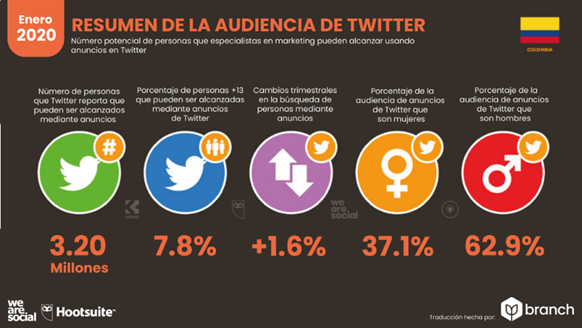 Enero
2020
RESUMEN DE LA AUDIENCIA DE TWITTER
Número potencial de personas que especialistas en marketing pueden alcanzar usando
anuncios en Twitter
COLOMBIA
Número de personas
que Twitter reporta que
pueden ser alcanzados
mediante anuncios
Porcentaje de personas +13
que pueden ser alcanzadas
mediante anuncios
de Twitter
Cambios trimestrales
en la búsqueda de
personas mediante
anuncios
Porcentaje de la
audiencia de anuncios
de Twitter que
son mujeres
Porcentaje de la
audiencia de anuncios
de Twitter que
son hombres
#
we
are.
social
3.20
Millones
7.8%
+1.6%
37.1%
62.9%
we
are.
social
Hootsuite™
Traducción hecha por:
branch